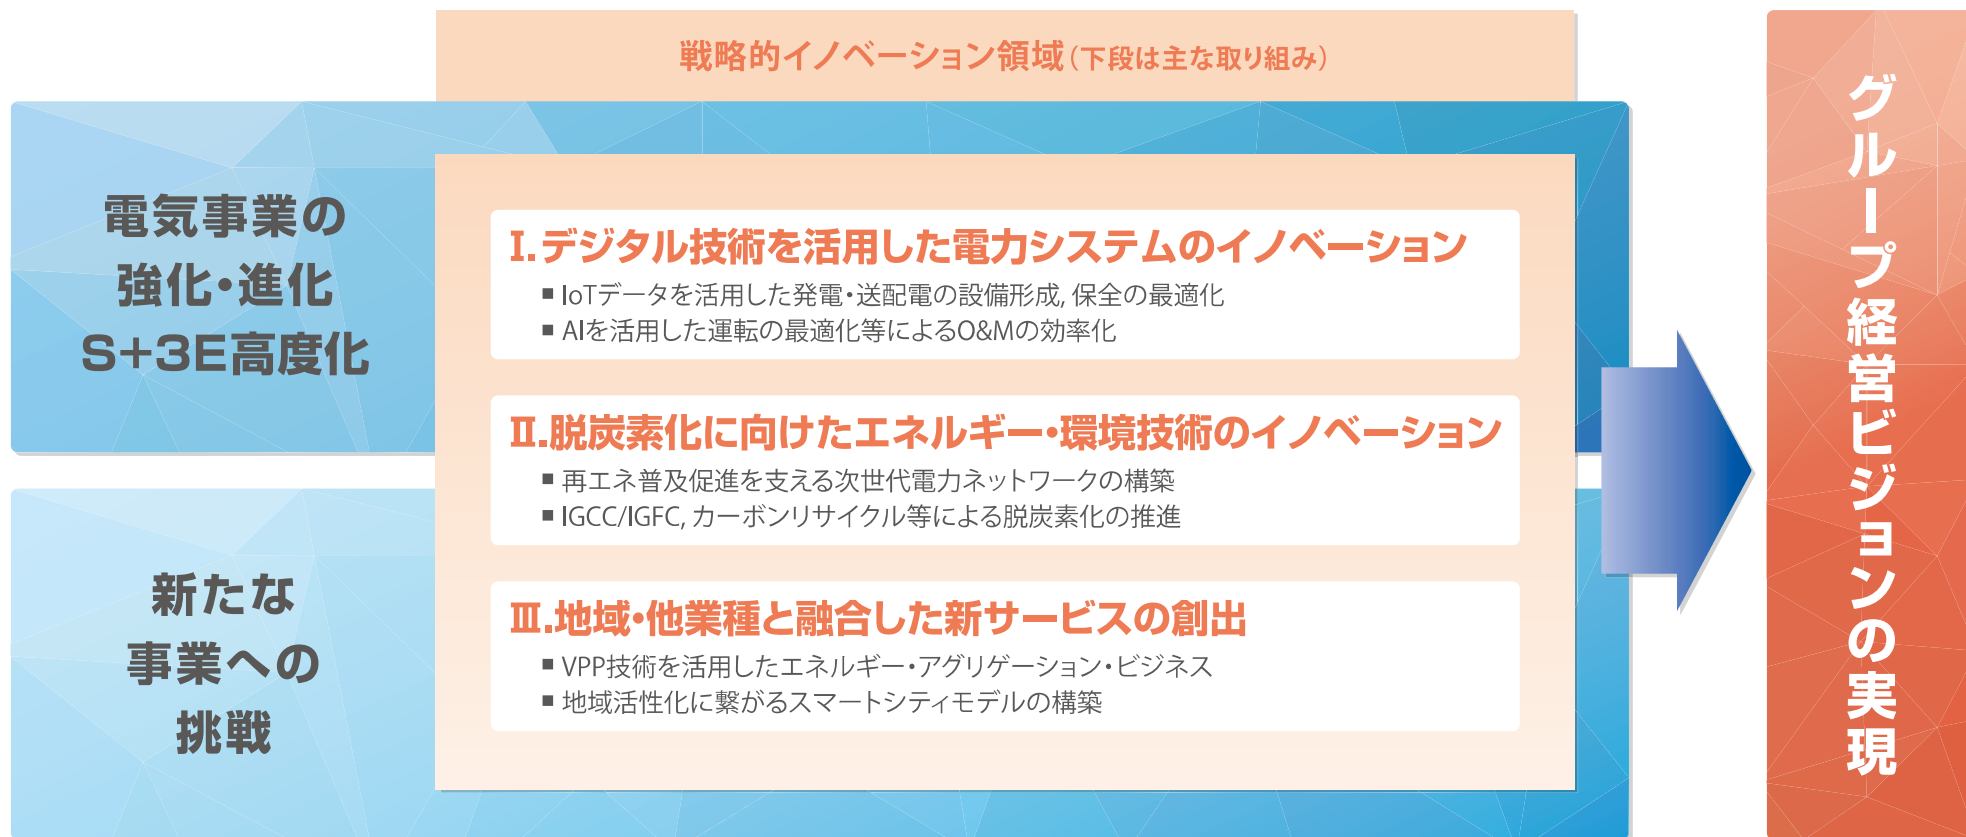 戦略的イノベーション領域（下段は主な取り組み）
電気事業の
強化・進化
S+3E高度化
Ⅰ.デジタル技術を活用した電力システムのイノベーション
■ IoTデータを活用した発電・送配電の設備形成, 保全の最適化
■ AIを活用した運転の最適化等によるO&Mの効率化
Ⅱ.脱炭素化に向けたエネルギー・環境技術のイノベーション
■ 再エネ普及促進を支える次世代電力ネットワークの構築
■ IGCC/IGFC, カーボンリサイクル等による脱炭素化の推進
新たな
事業への
挑戦
Ⅲ.地域・他業種と融合した新サービスの創出
■ VPP技術を活用したエネルギー・アグリゲーション・ビジネス
■ 地域活性化に繋がるスマートシティモデルの構築
グループ経営ビジョンの実現